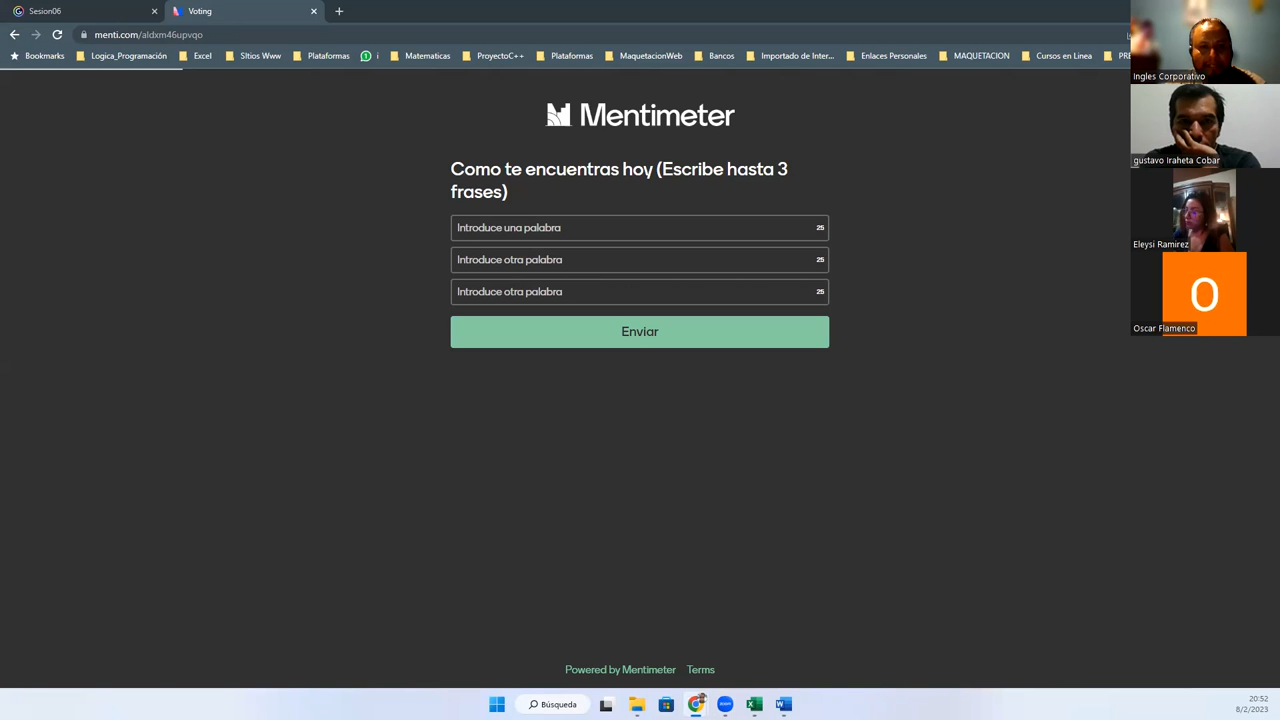 Sesion06
Voting
menti.com/aldxm46upvqo
Bookmarks
Logica_Programación
Excel
SItios Www
Plataformas
1
i
Matematicas
ProyectoC++
Plataformas
MaquetacionWeb
Bancos
Importado de Inter...
Enlaces Personales
MAQUETACION
Cursos en Linea
Ingles Corporativo
gustavo Iraheta Cobar
Eleysi Ramirez
O
Oscar Flamenco
Mentimeter
Como te encuentras hoy (Escribe hasta 3
frases)
Introduce una palabra 25
Introduce otra palabra 25
Introduce otra palabra 25
Enviar
Powered by Mentimeter Terms
Búsqueda
zoom
20:52
8/2/2023